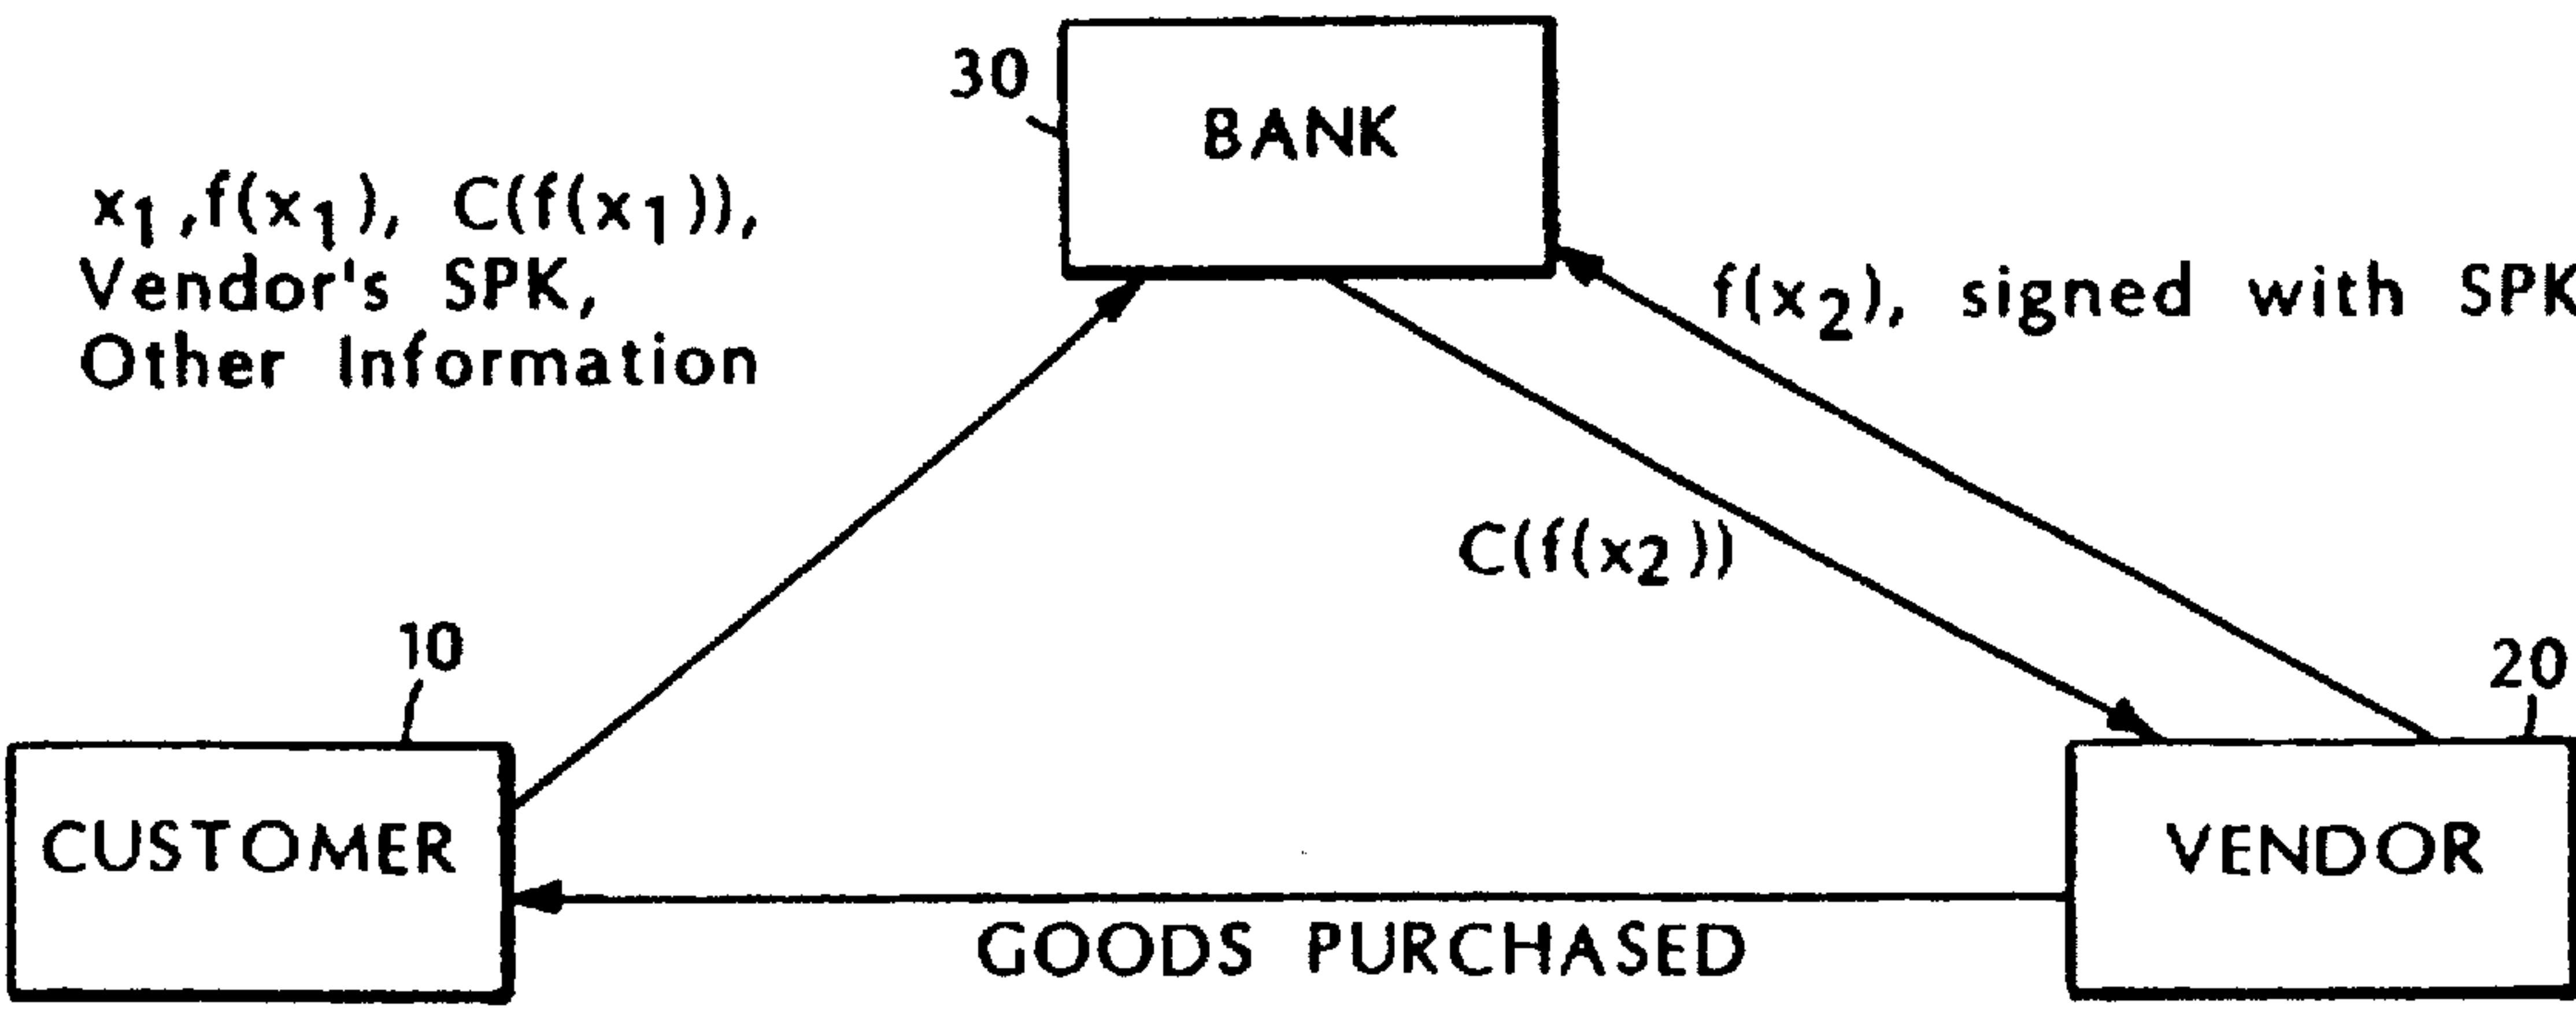 30
BANK
x₁,f(x₁), C(f(x₁)),
Vendor's SPK,
Other Information
f(x₂), signed with SPK
C(f(x₂))
10
20
CUSTOMER
VENDOR
GOODS PURCHASED